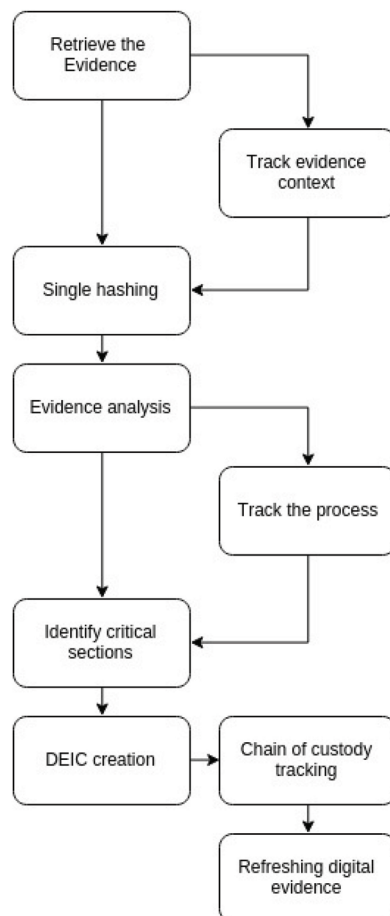 Retrieve the
Evidence
Track evidence
context
Single hashing
Evidence analysis
Track the process
Identify critical
sections
DEIC creation
Chain of custody
tracking
Refreshing digital
evidence